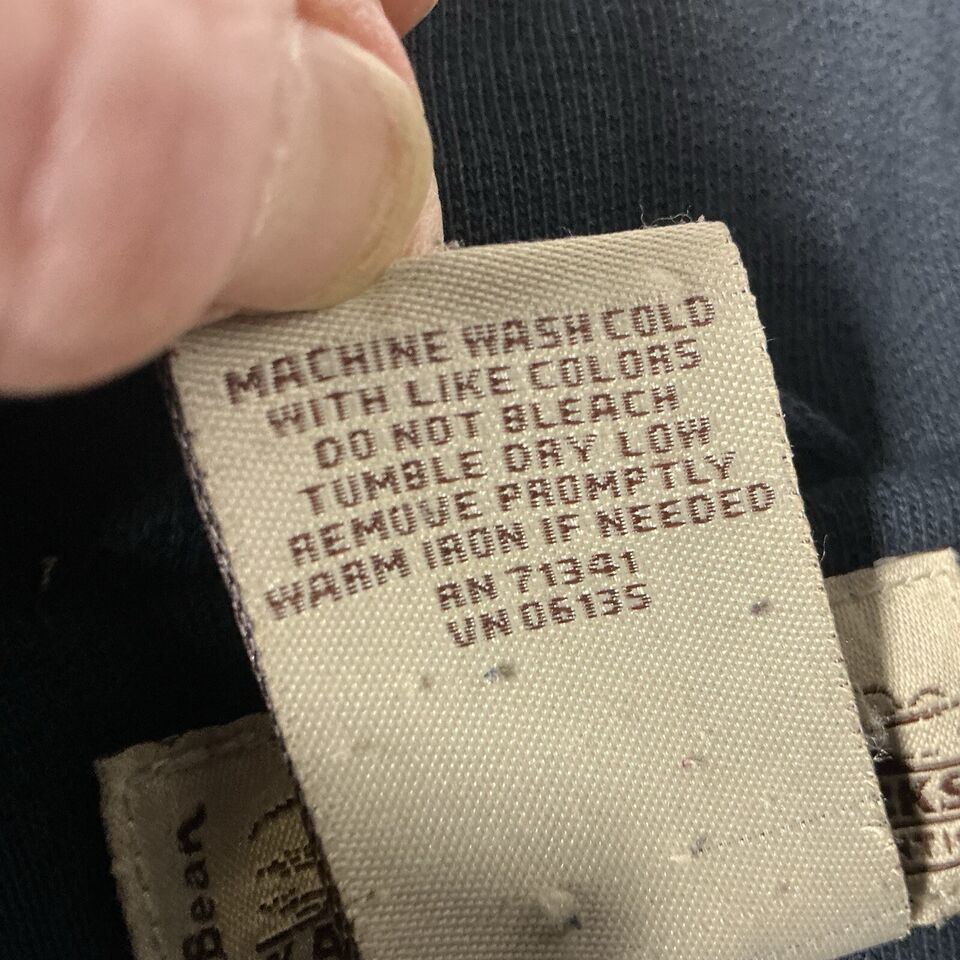 MACHINE WASH COLD
WITH LIKE COLORS
DO NOT BLEACH
TUMBLE DRY LOW
REMOVE PROMPTLY
WARM IRON IF NEEDED
RN 71341
VN 06135
Bean